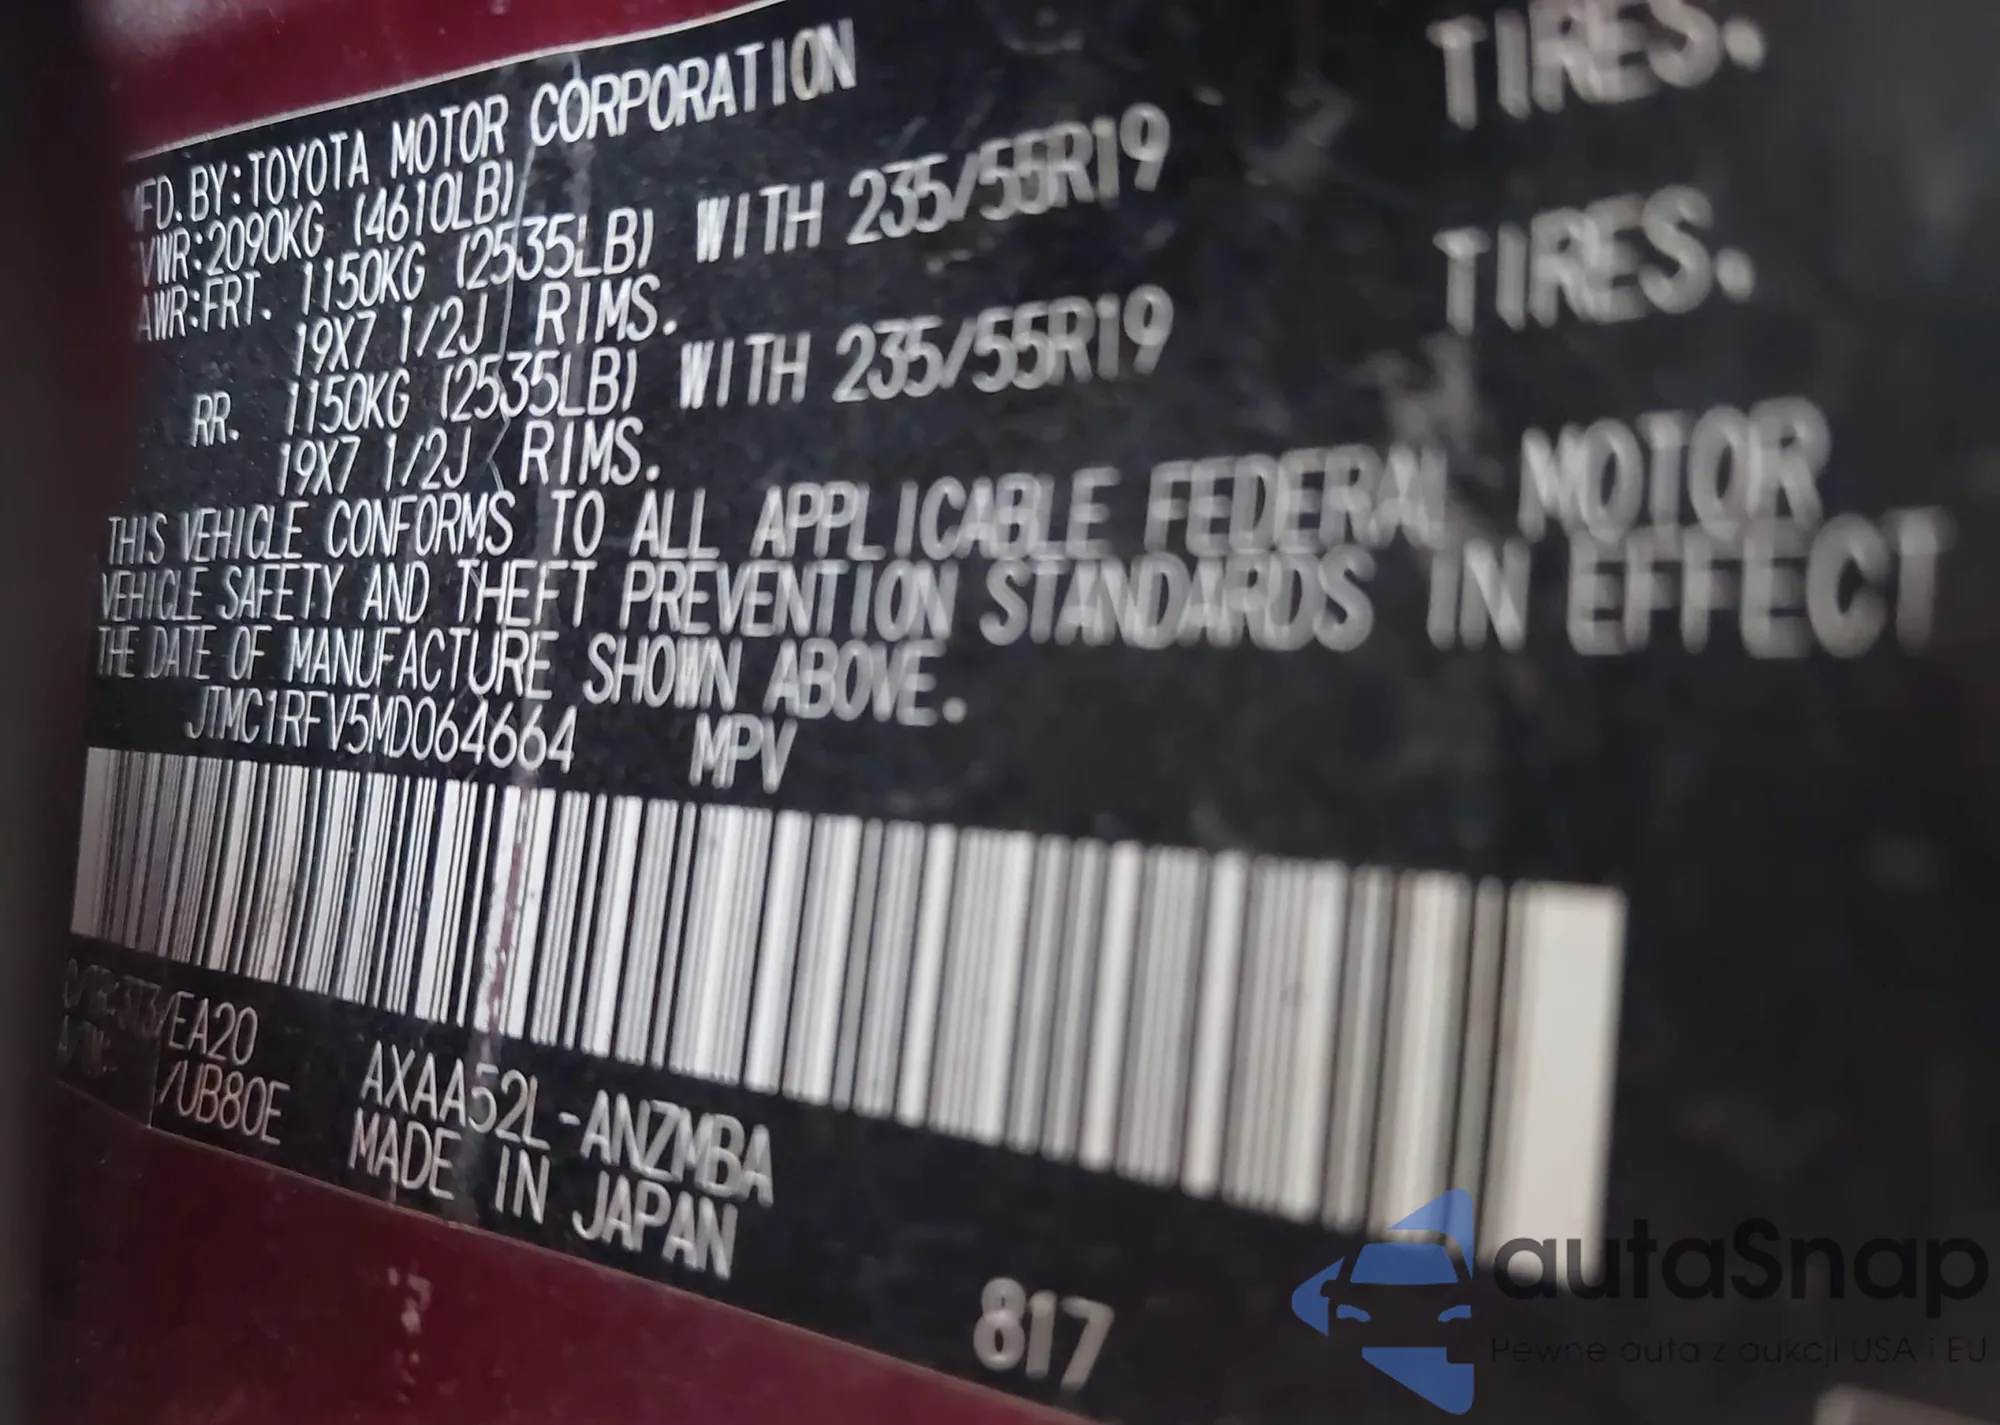 MFD. BY: TOYOTA MOTOR CORPORATION
GVWR: 2090KG (4610LB)
GAWR: FRT. 1150KG (2535LB) WITH 235/55R19 TIRES.
19X7 1/2J RIMS.
RR. 1150KG (2535LB) WITH 235/55R19 TIRES.
19X7 1/2J RIMS.
THIS VEHICLE CONFORMS TO ALL APPLICABLE FEDERAL MOTOR
VEHICLE SAFETY AND THEFT PREVENTION STANDARDS IN EFFECT
THE DATE OF MANUFACTURE SHOWN ABOVE.
JTMC1RFV5MD064664 MPV
C/TR:3T3/EA20
/UB80E
AXAA52L-ANZMBA
MADE IN JAPAN
817
autaSnap
Pewne auta z aukcji USA i EU